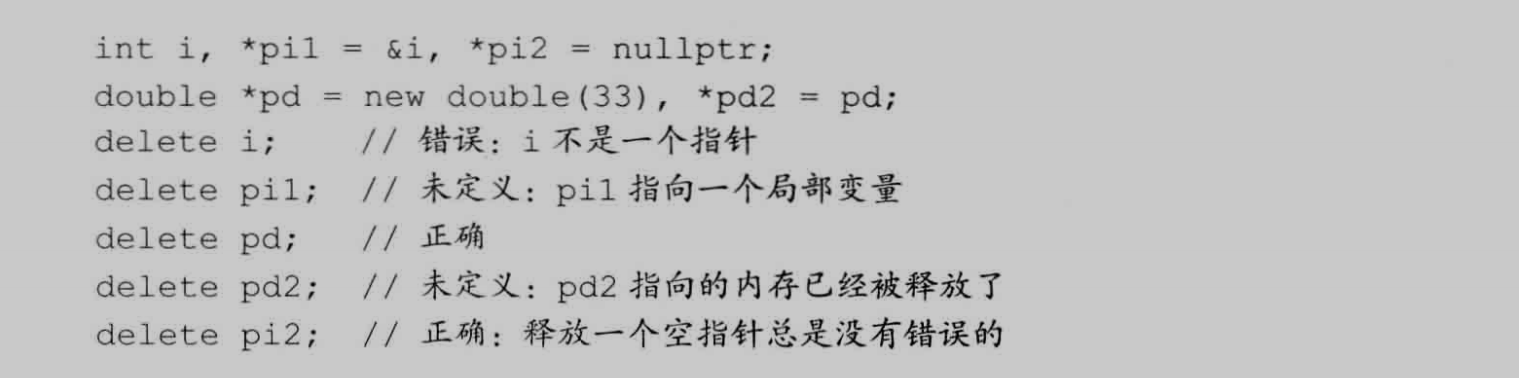 int i, *pi1 = &i, *pi2 = nullptr;
double *pd = new double(33), *pd2 = pd;
delete i; // 错误：i 不是一个指针
delete pi1; // 未定义：pi1 指向一个局部变量
delete pd; // 正确
delete pd2; // 未定义：pd2 指向的内存已经被释放了
delete pi2; // 正确：释放一个空指针总是没有错误的